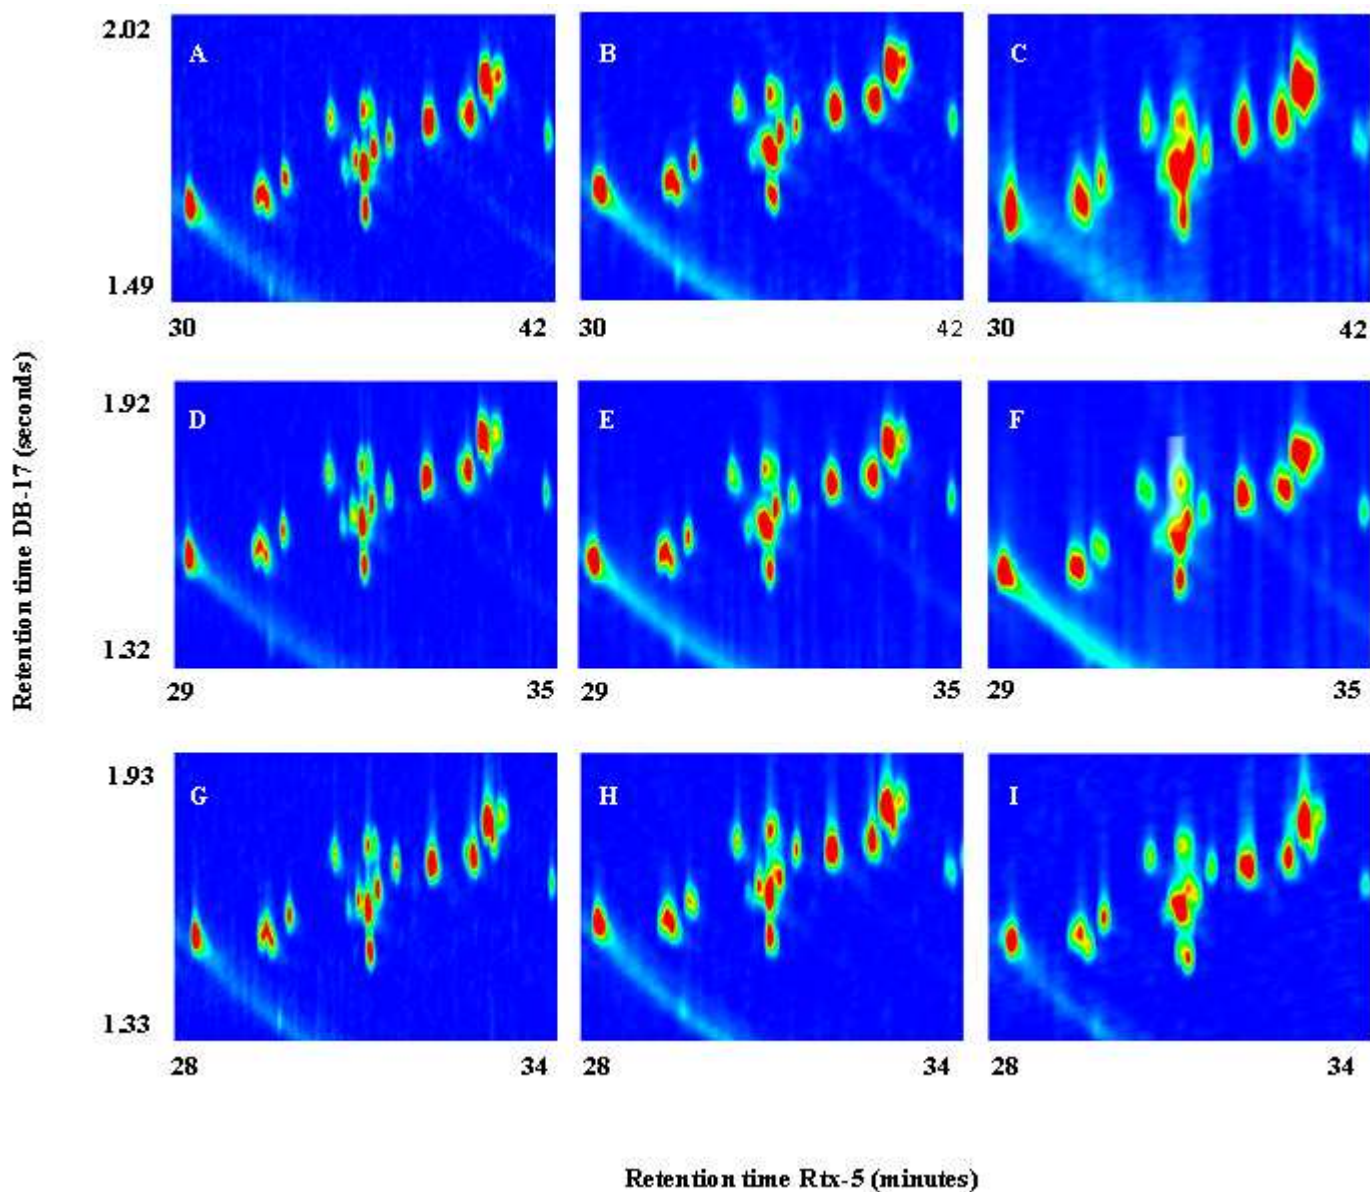 2.02
A
B
C
1.49
30
42
30
42
30
42
Retention time DB-17 (seconds)
1.92
D
E
F
1.32
29
35
29
35
29
35
1.93
G
H
I
1.33
28
34
28
34
28
34
Retention time Rtx-5 (minutes)